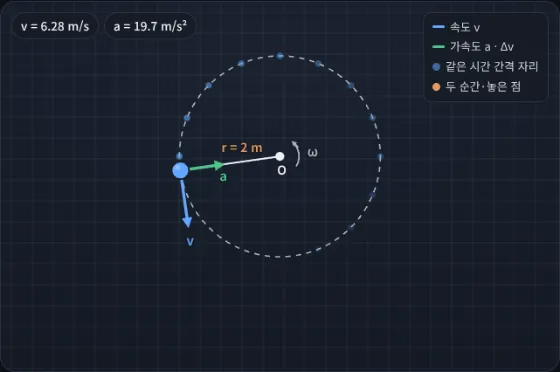 v = 6.28 m/s
a = 19.7 m/s²
속도 v
가속도 a · Δv
같은 시간 간격 자리
두 순간·놓은 점
r = 2 m
ω
O
a
v